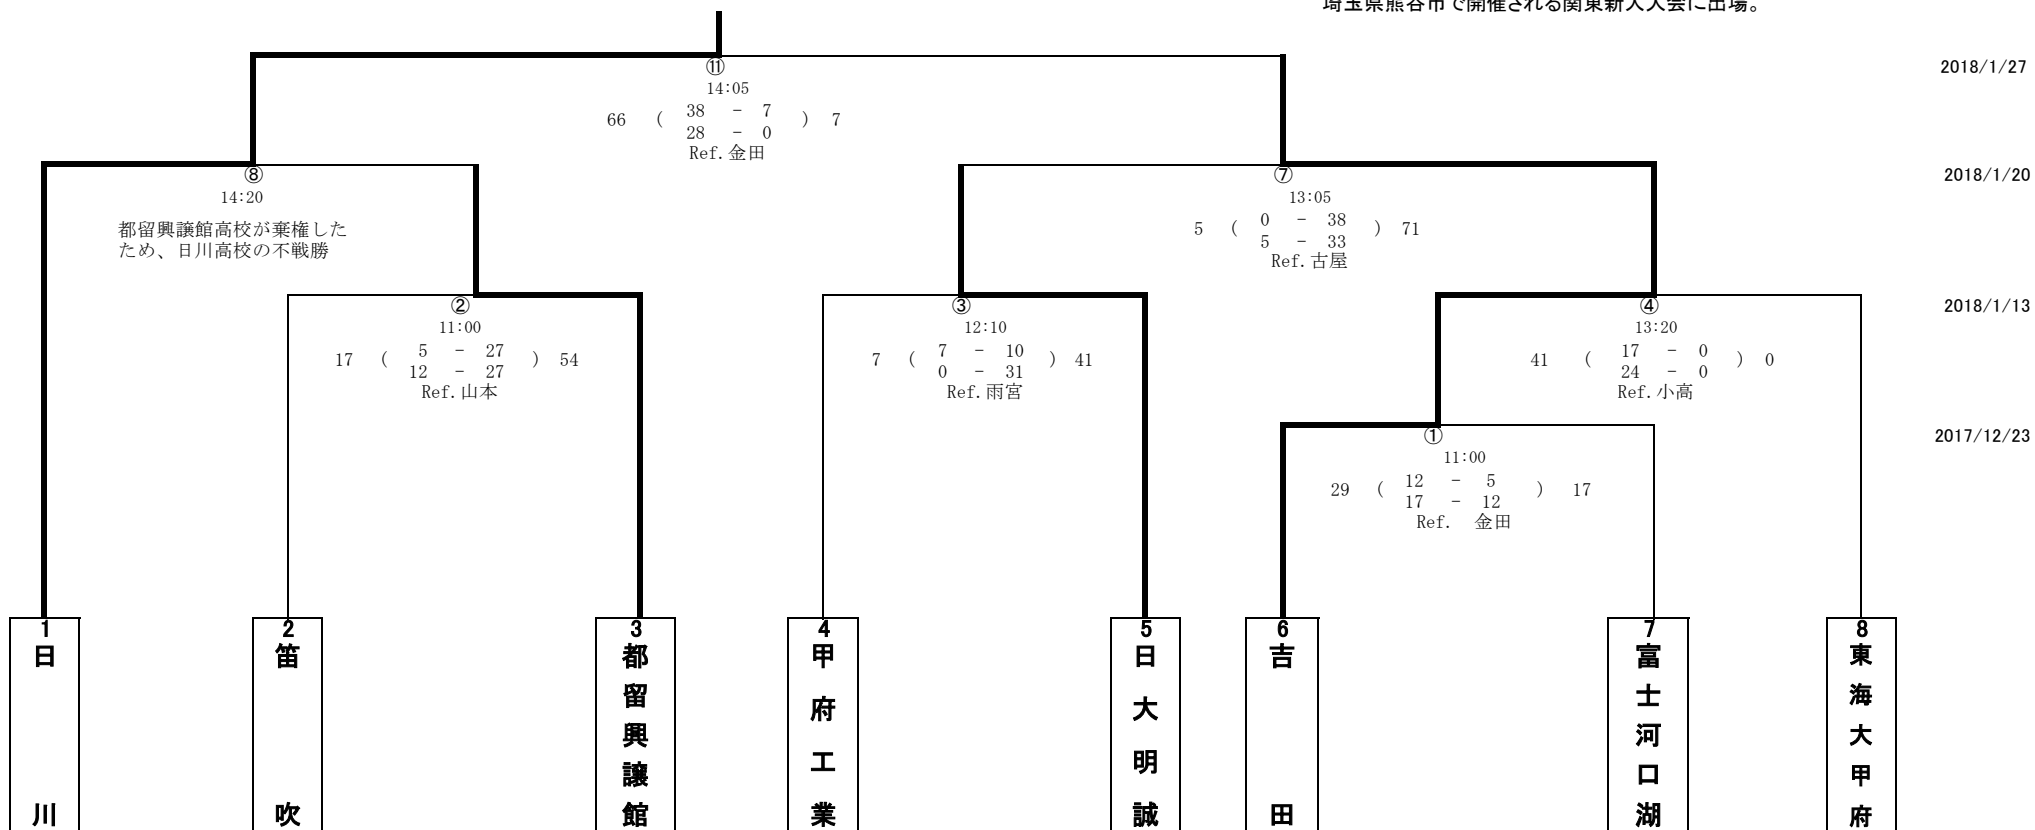 埼玉県熊谷市で開催される関東新人大会に出場。
2018/1/27
⑪
14:05
66 ( 38 - 7 ) 7
28 - 0
Ref.金田
2018/1/20
⑧
14:20
都留興譲館高校が棄権した
ため、日川高校の不戦勝
⑦
13:05
5 ( 0 - 38 ) 71
5 - 33
Ref.古屋
2018/1/13
②
11:00
17 ( 5 - 27 ) 54
12 - 27
Ref.山本
③
12:10
7 ( 7 - 10 ) 41
0 - 31
Ref.雨宮
④
13:20
41 ( 17 - 0 ) 0
24 - 0
Ref.小高
2017/12/23
①
11:00
29 ( 12 - 5 ) 17
17 - 12
Ref. 金田
1
日川
2
笛吹
3
都留興譲館
4
甲府工業
5
日大明誠
6
吉田
7
富士河口湖
8
東海大甲府